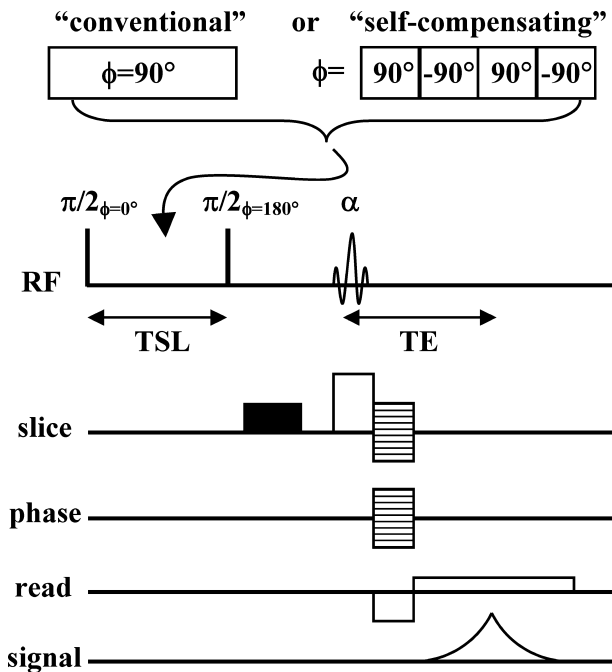 “conventional” or “self-compensating”
ϕ=90° ϕ= 90° -90° 90° -90°
π/2ϕ=0° π/2ϕ=180° α
RF
TSL TE
slice
phase
read
signal